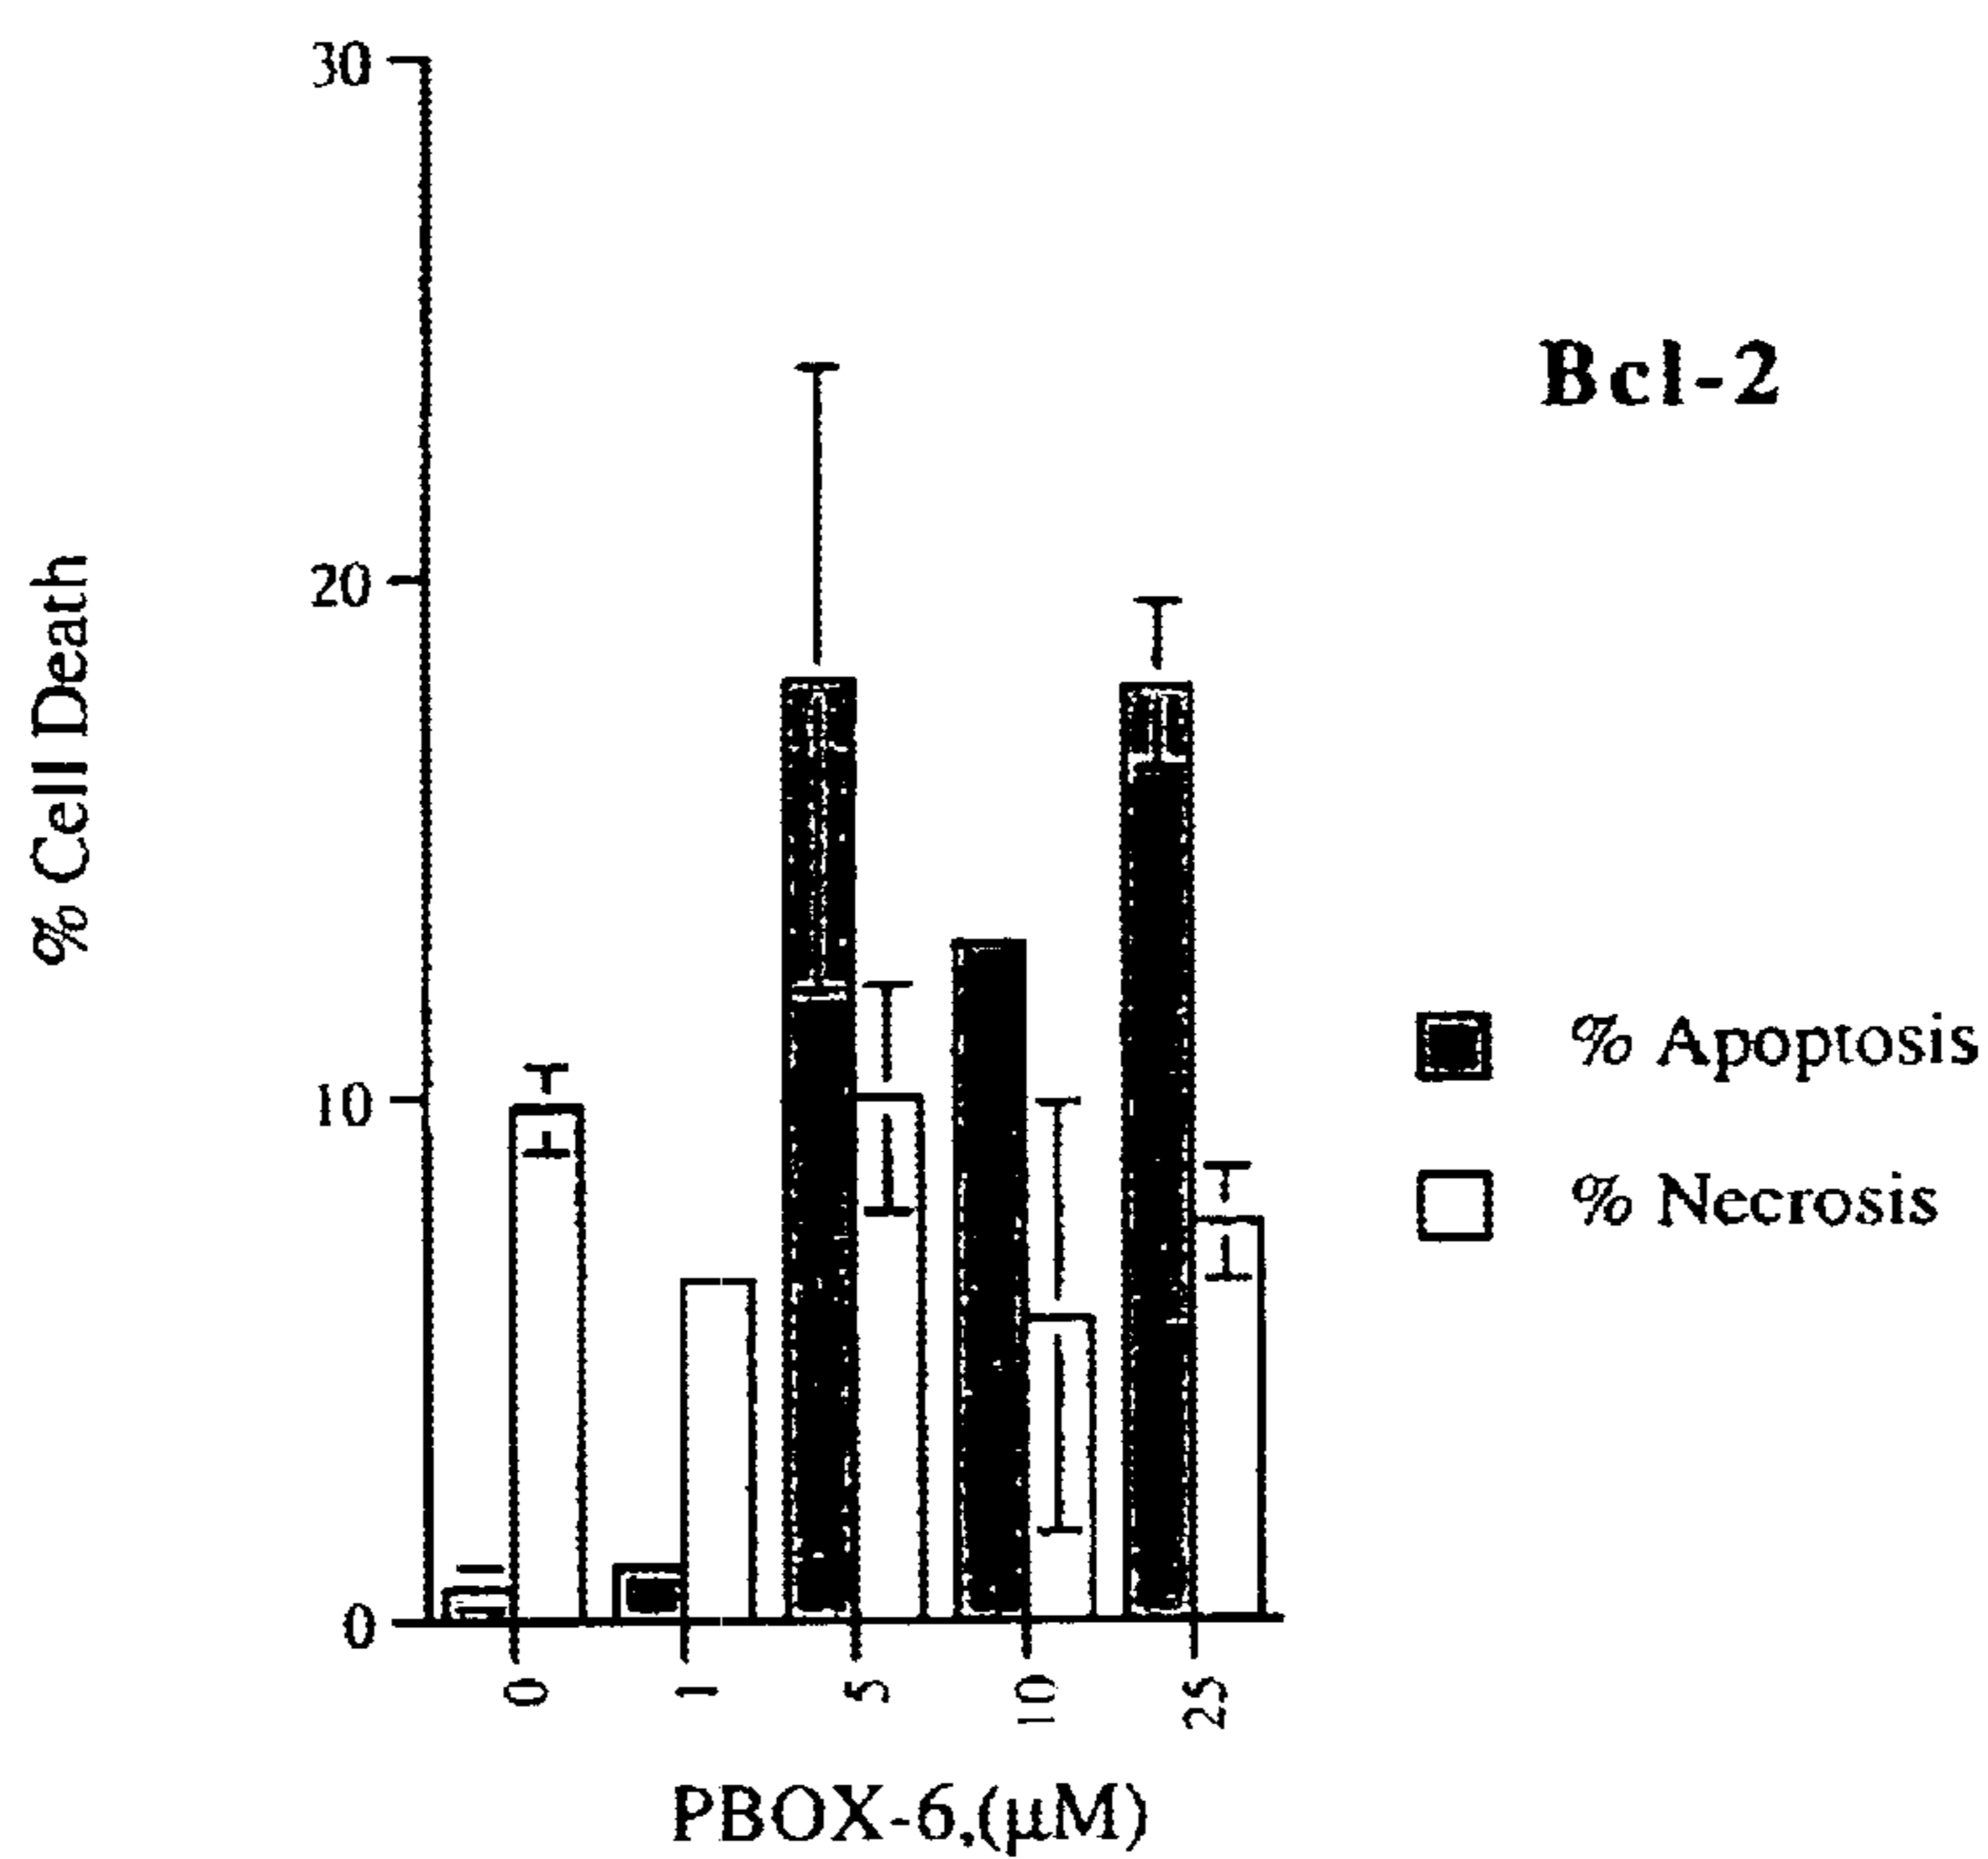 30
20
10
0
% Cell Death
Bcl-2
% Apoptosis
% Necrosis
0 1 5 10 25
PBOX-6,(μM)